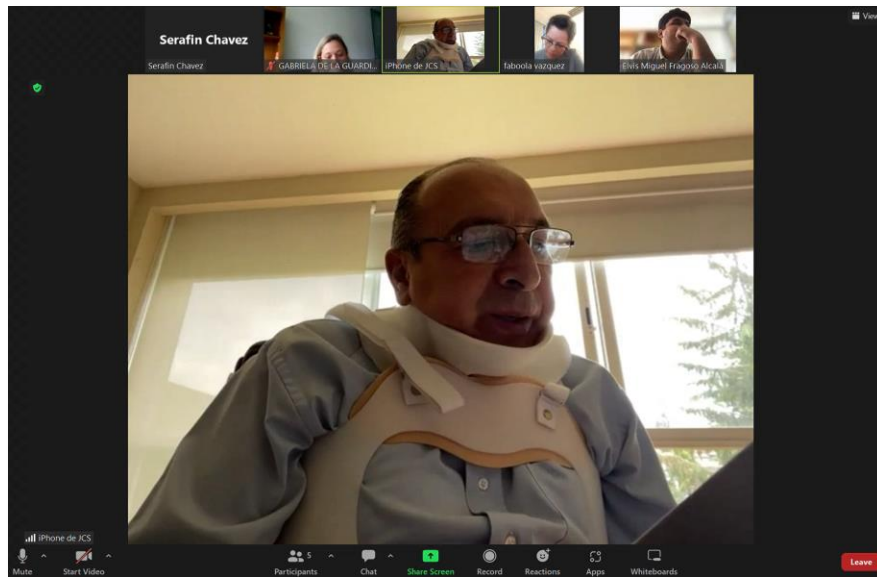 View
Serafin Chavez
Serafin Chavez
GABRIELA DE LA GUARDI...
iPhone de JCS
faboola vazquez
Elvis Miguel Fragoso Alcalá
iPhone de JCS
5
Mute
Start Video
Participants
Chat
Share Screen
Record
Reactions
Apps
Whiteboards
Leave